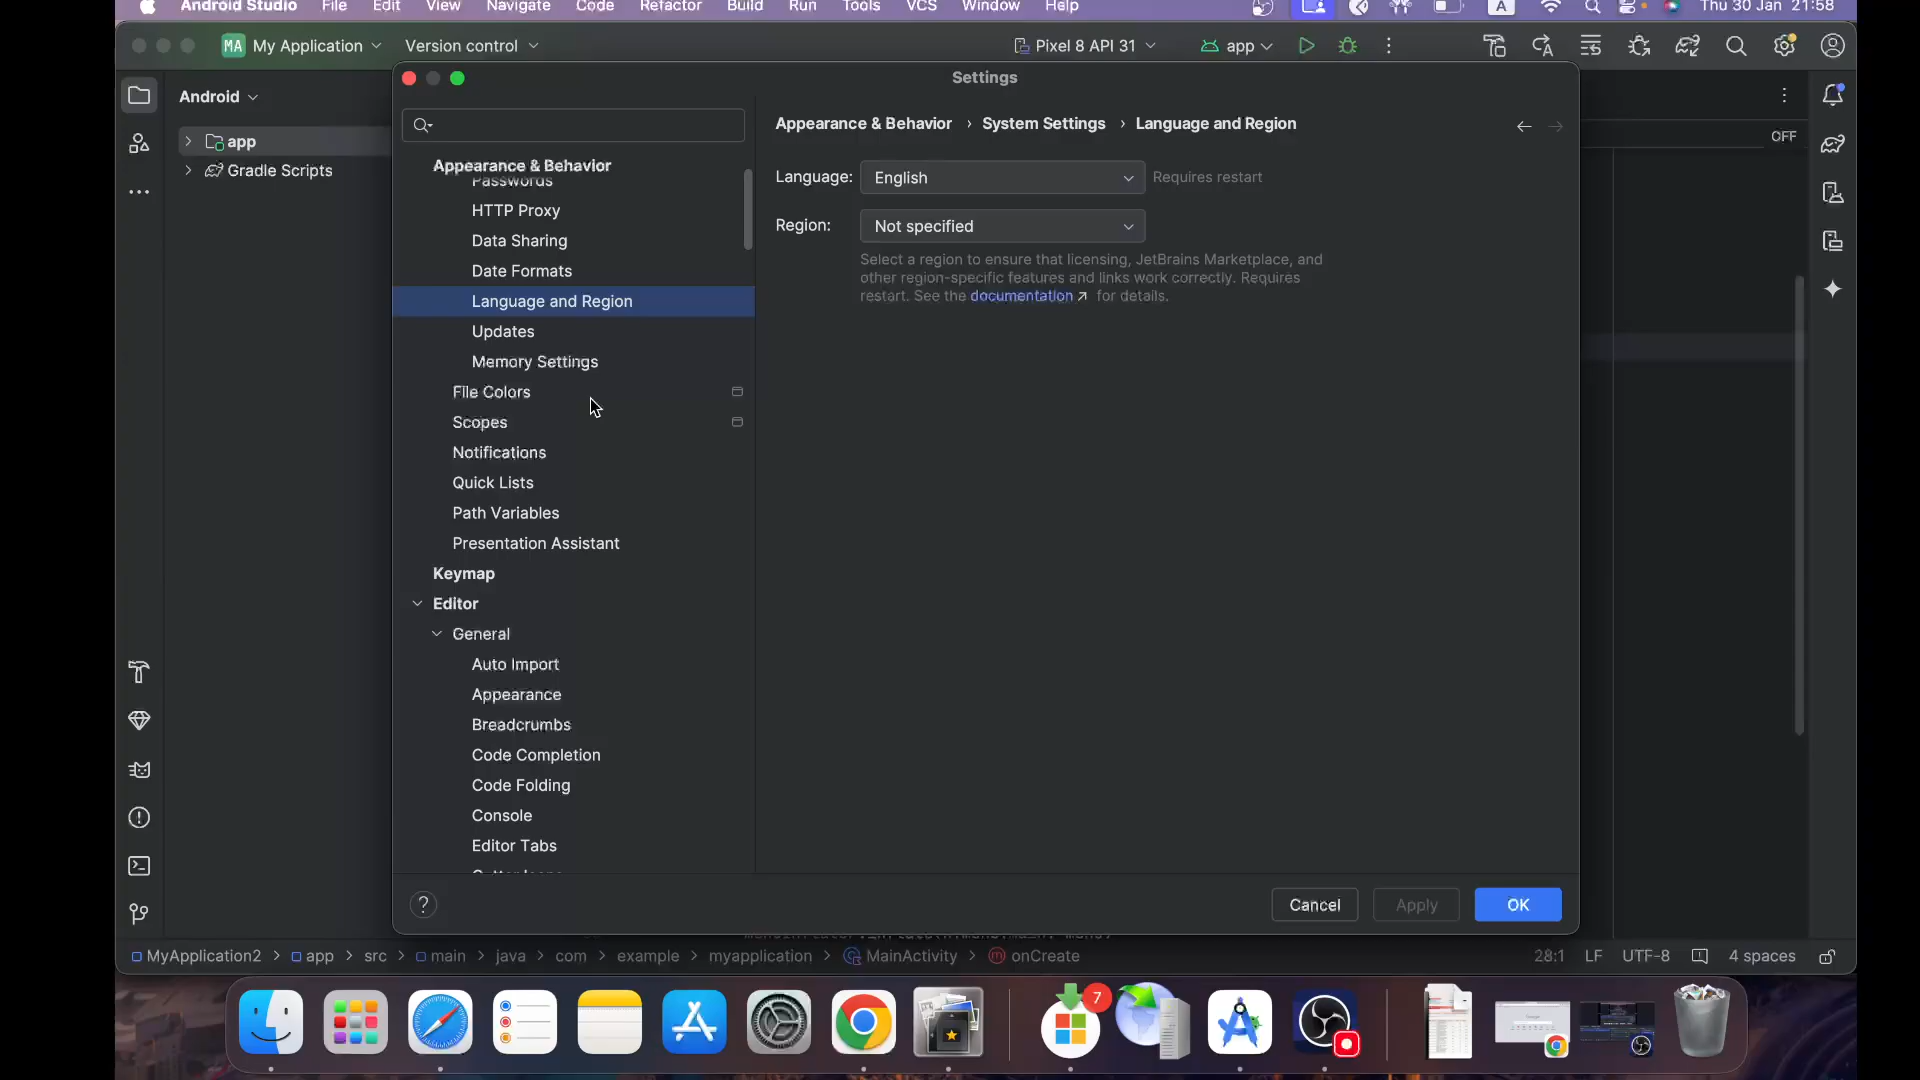 Android Studio File Edit View Navigate Code Refactor Build Run Tools VCS Window Help A Thu 30 Jan 21:58
MA My Application Version control Pixel 8 API 31 app
Settings
Android
app
Gradle Scripts
OFF
Appearance & Behavior
Passwords
HTTP Proxy
Data Sharing
Date Formats
Language and Region
Updates
Memory Settings
File Colors
Scopes
Notifications
Quick Lists
Path Variables
Presentation Assistant
Keymap
Editor
General
Auto Import
Appearance
Breadcrumbs
Code Completion
Code Folding
Console
Editor Tabs
Appearance & Behavior › System Settings › Language and Region
Language: English Requires restart
Region: Not specified
Select a region to ensure that licensing, JetBrains Marketplace, and
other region-specific features and links work correctly. Requires
restart. See the documentation ↗ for details.
? Cancel Apply OK
MyApplication2 > app > src > main > java > com > example > myapplication > MainActivity > onCreate 28:1 LF UTF-8 4 spaces
7